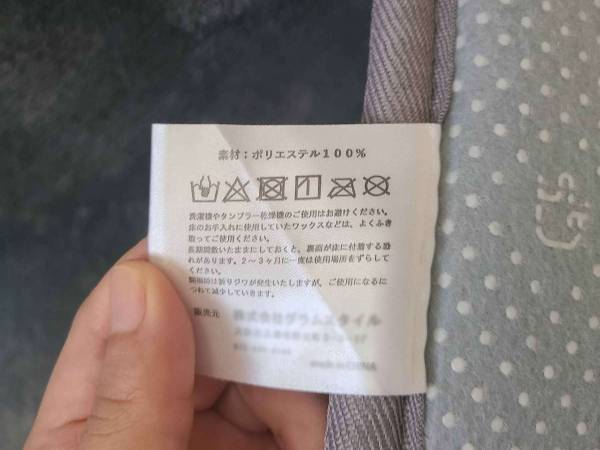 素材：ポリエステル１００％
洗濯機やタンブラー乾燥機のご使用はお避けください。
床のお手入れに使用していたワックスなどは、よくふき
取ってご使用ください。
長期間敷いたままにしておくと、裏面が床に付着する恐
れがあります。2～3ヶ月に一度は使用場所をずらして
ください。
開梱時は折りジワが発生いたしますが、ご使用になるに
つれて減少していきます。
販売元
株式会社グラムスタイル
made in CHINA